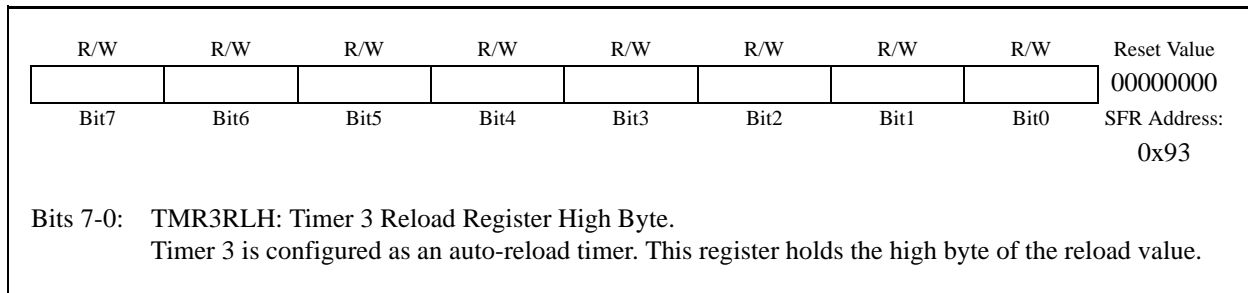 R/W R/W R/W R/W R/W R/W R/W R/W Reset Value
00000000
Bit7 Bit6 Bit5 Bit4 Bit3 Bit2 Bit1 Bit0 SFR Address:
0x93
Bits 7-0: TMR3RLH: Timer 3 Reload Register High Byte.
Timer 3 is configured as an auto-reload timer. This register holds the high byte of the reload value.